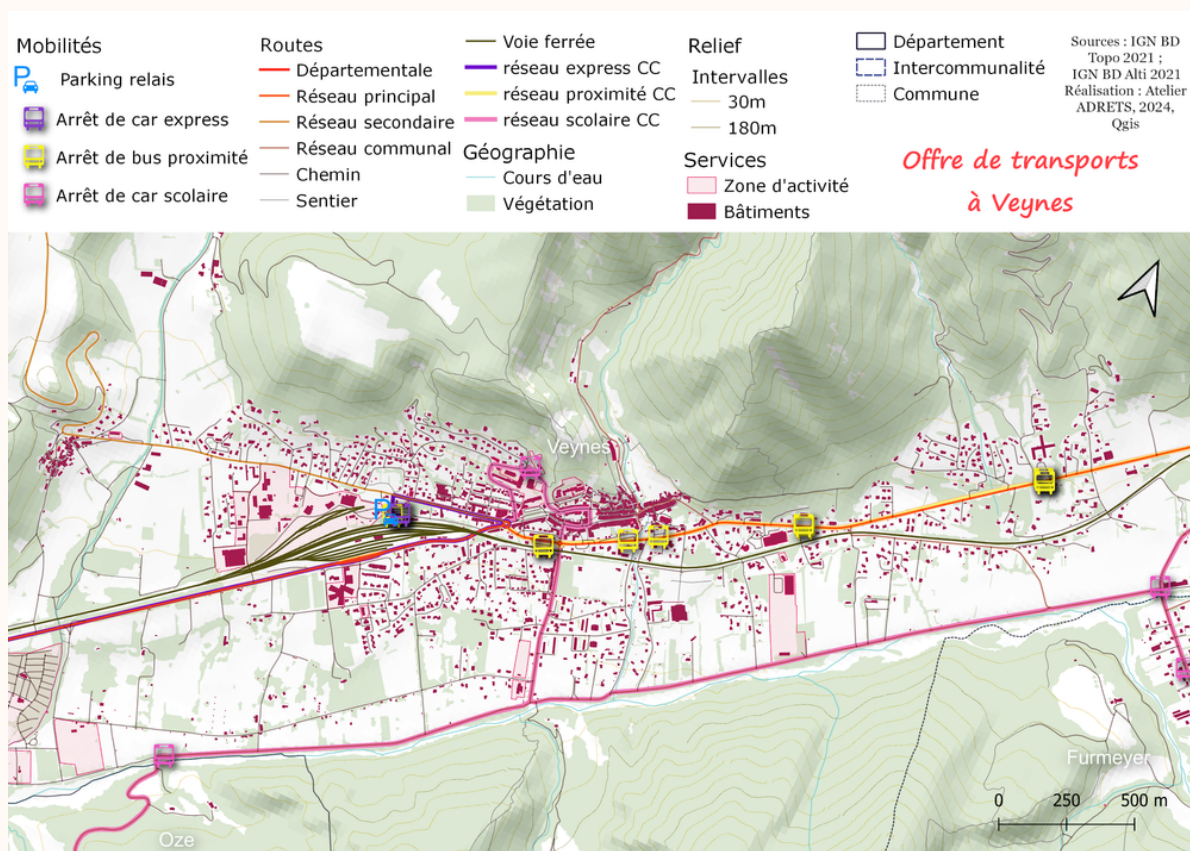 Mobilités
Parking relais
Arrêt de car express
Arrêt de bus proximité
Arrêt de car scolaire
Routes
Départementale
Réseau principal
Réseau secondaire
Réseau communal
Chemin
Sentier
Voie ferrée
réseau express CC
réseau proximité CC
réseau scolaire CC
Géographie
Cours d'eau
Végétation
Relief
Intervalles
30m
180m
Services
Zone d'activité
Bâtiments
Département
Intercommunalité
Commune
Sources : IGN BD
Topo 2021 ;
IGN BD Alti 2021
Réalisation : Atelier
ADRETS, 2024,
Qgis
Offre de transports
à Veynes
P
Veynes
Furmeyer
0 250 500 m
Oze